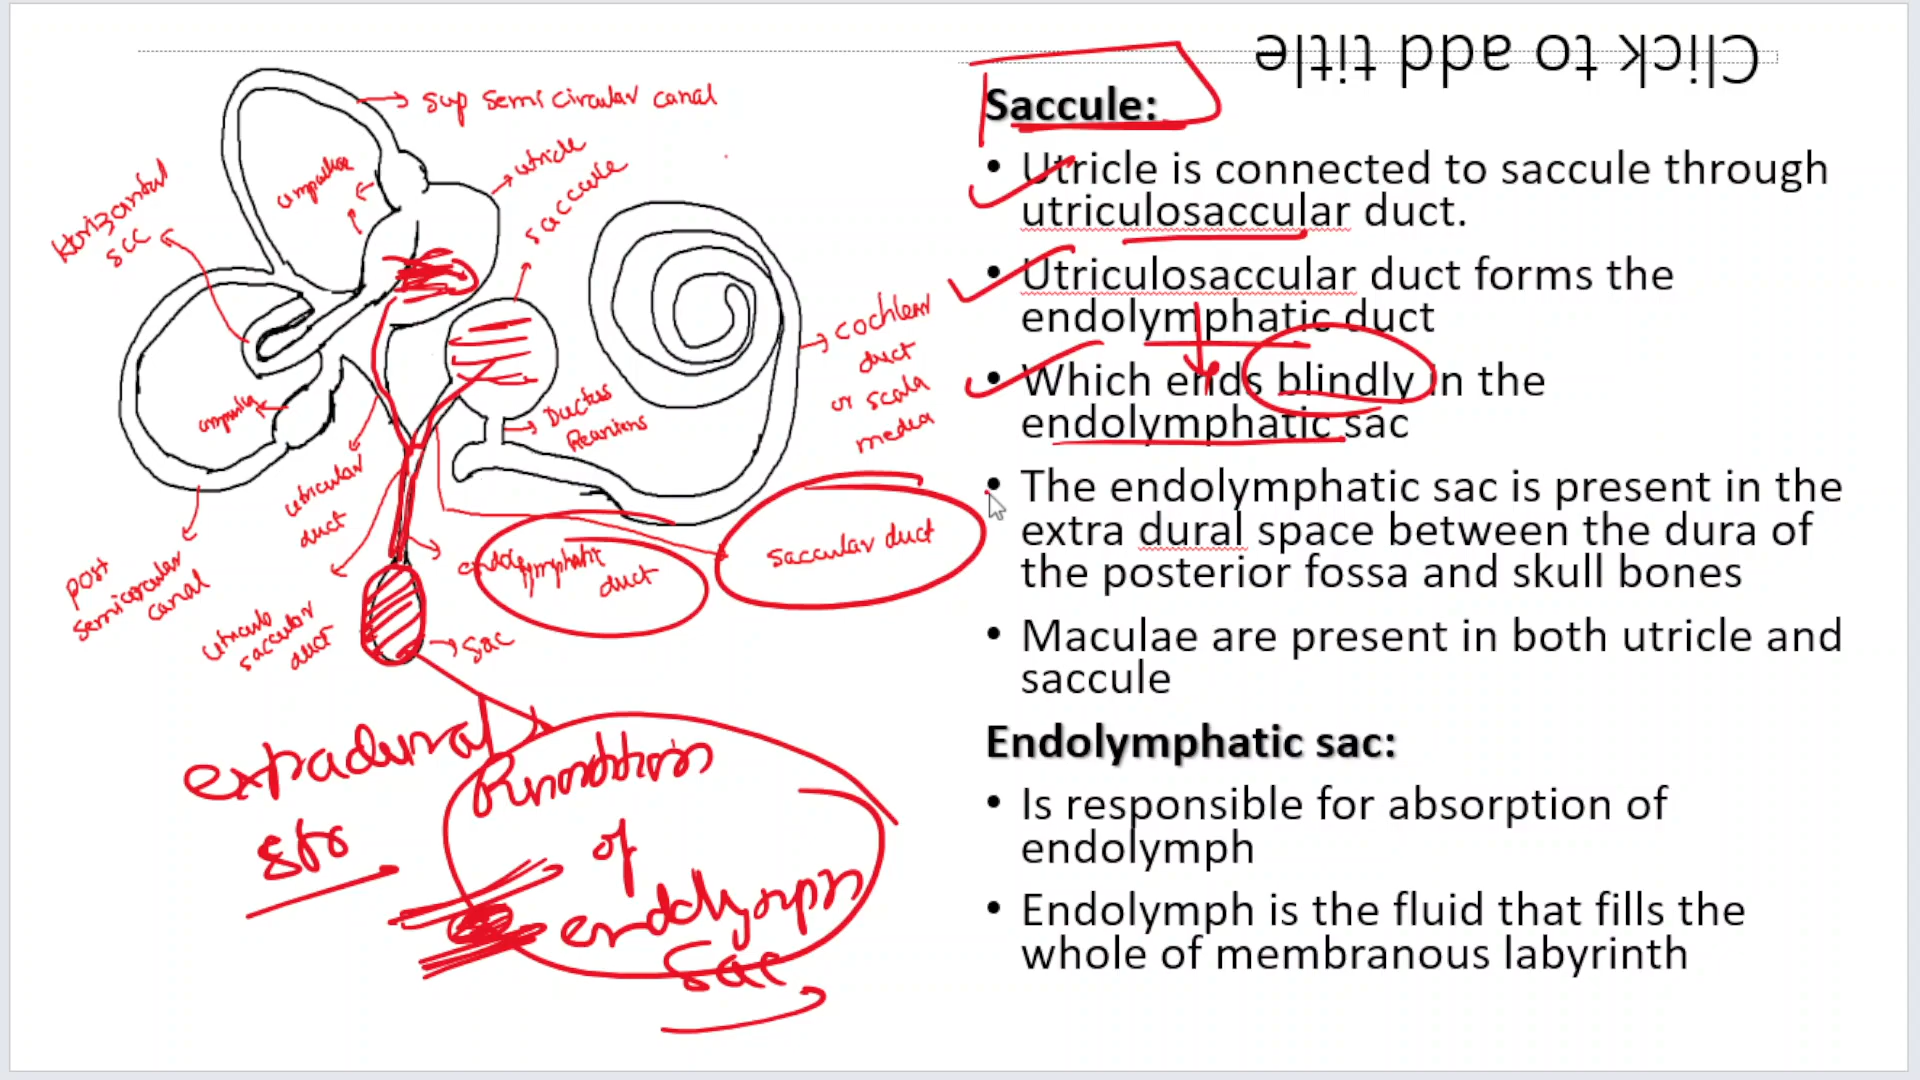 Click to add title
Saccule:
• Utricle is connected to saccule through
utriculosaccular duct.
• Utriculosaccular duct forms the
endolymphatic duct
• Which ends blindly in the
endolymphatic sac
• The endolymphatic sac is present in the
extra dural space between the dura of
the posterior fossa and skull bones
• Maculae are present in both utricle and
saccule
Endolymphatic sac:
• Is responsible for absorption of
endolymph
• Endolymph is the fluid that fills the
whole of membranous labyrinth
sup semi circular canal
utricle
saccule
ampullae
Horizontal
scc
cochlear
duct
or scala
media
Ductus
Reuniens
utricular
duct
saccular duct
endolymphatic
duct
post
semicircular
canal
utriculo
saccular
duct
sac
extradural
of
endolymph
sac